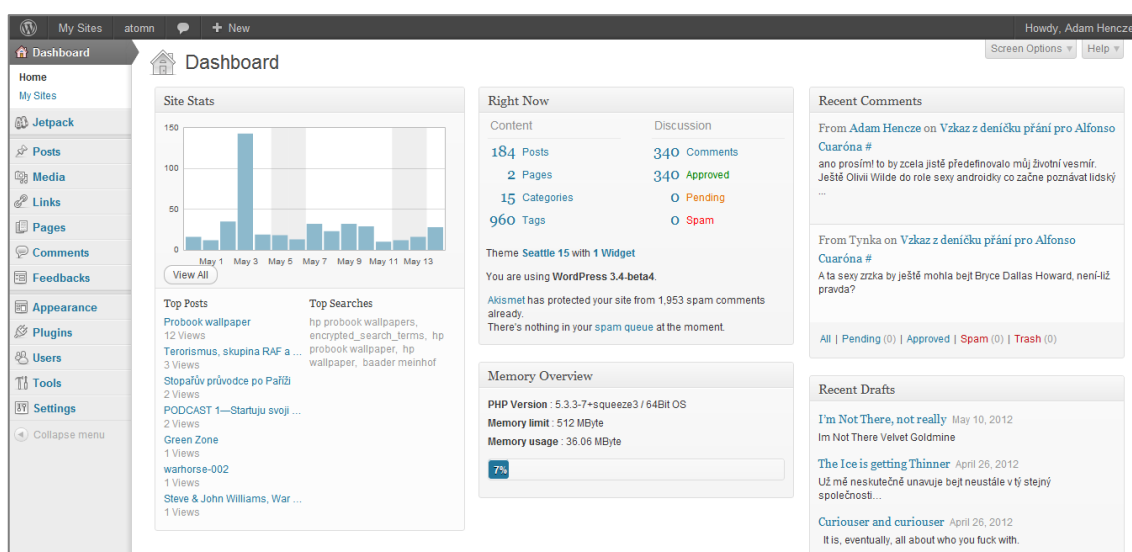 My Sites atomn + New Howdy, Adam Hencze
Screen Options Help
Dashboard
Home
My Sites
Jetpack
Posts
Media
Links
Pages
Comments
Feedbacks
Appearance
Plugins
Users
Tools
Settings
Collapse menu
Dashboard
Site Stats
150
100
50
0
May 1 May 3 May 5 May 7 May 9 May 11 May 13
View All
Top Posts
Probook wallpaper
12 Views
Terorismus, skupina RAF a ...
3 Views
Stopařův průvodce po Paříži
2 Views
PODCAST 1—Startuju svoji ...
2 Views
Green Zone
1 Views
warhorse-002
1 Views
Steve & John Williams, War ...
1 Views
Top Searches
hp probook wallpapers,
encrypted_search_terms, hp
probook wallpaper, hp
wallpaper, baader meinhof
Right Now
Content Discussion
184 Posts 340 Comments
2 Pages 340 Approved
15 Categories 0 Pending
960 Tags 0 Spam
Theme Seattle 15 with 1 Widget
You are using WordPress 3.4-beta4.
Akismet has protected your site from 1,953 spam comments
already.
There's nothing in your spam queue at the moment.
Memory Overview
PHP Version : 5.3.3-7+squeeze3 / 64Bit OS
Memory limit : 512 MByte
Memory usage : 36.06 MByte
7%
Recent Comments
From Adam Hencze on Vzkaz z deníčku přání pro Alfonso
Cuaróna #
ano prosím! to by zcela jistě předefinovalo můj životní vesmír.
Ještě Olivii Wilde do role sexy androidky co začne poznávat lidský
...
From Tynka on Vzkaz z deníčku přání pro Alfonso
Cuaróna #
A ta sexy zrzka by ještě mohla bejt Bryce Dallas Howard, není-liž
pravda?
All | Pending (0) | Approved | Spam (0) | Trash (0)
Recent Drafts
I'm Not There, not really May 10, 2012
Im Not There Velvet Goldmine
The Ice is getting Thinner April 26, 2012
Už mě neskutečně unavuje bejt neustále v tý stejný
společnosti…
Curiouser and curiouser April 26, 2012
It is, eventually, all about who you fuck with.